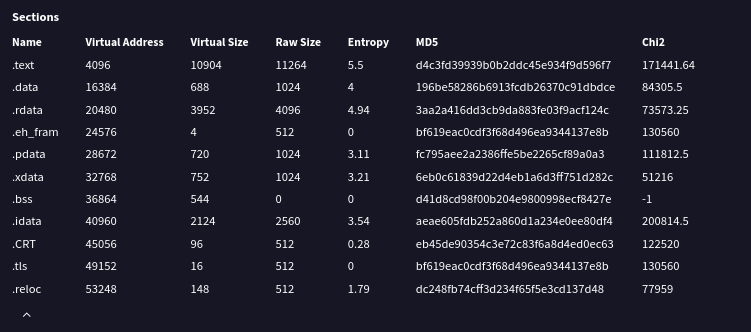 Sections
Name Virtual Address Virtual Size Raw Size Entropy MD5 Chi2
.text 4096 10904 11264 5.5 d4c3fd39939b0b2ddc45e934f9d596f7 171441.64
.data 16384 688 1024 4 196be58286b6913fcdb26370c91dbdce 84305.5
.rdata 20480 3952 4096 4.94 3aa2a416dd3cb9da883fe03f9acf124c 73573.25
.eh_fram 24576 4 512 0 bf619eac0cdf3f68d496ea9344137e8b 130560
.pdata 28672 720 1024 3.11 fc795aee2a2386ffe5be2265cf89a0a3 111812.5
.xdata 32768 752 1024 3.21 6eb0c61839d22d4eb1a6d3ff751d282c 51216
.bss 36864 544 0 0 d41d8cd98f00b204e9800998ecf8427e -1
.idata 40960 2124 2560 3.54 aeae605fdb252a860d1a234e0ee80df4 200814.5
.CRT 45056 96 512 0.28 eb45de90354c3e72c83f6a8d4ed0ec63 122520
.tls 49152 16 512 0 bf619eac0cdf3f68d496ea9344137e8b 130560
.reloc 53248 148 512 1.79 dc248fb74cff3d234f65f5e3cd137d48 77959